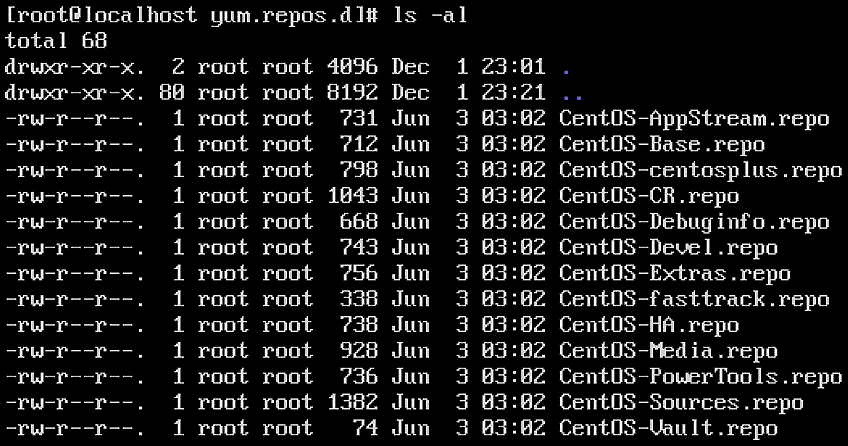 [root@localhost yum.repos.d]# ls -al
total 68
drwxr-xr-x.  2 root root 4096 Dec  1 23:01 .
drwxr-xr-x. 80 root root 8192 Dec  1 23:21 ..
-rw-r--r--.  1 root root  731 Jun  3 03:02 CentOS-AppStream.repo
-rw-r--r--.  1 root root  712 Jun  3 03:02 CentOS-Base.repo
-rw-r--r--.  1 root root  798 Jun  3 03:02 CentOS-centosplus.repo
-rw-r--r--.  1 root root 1043 Jun  3 03:02 CentOS-CR.repo
-rw-r--r--.  1 root root  668 Jun  3 03:02 CentOS-Debuginfo.repo
-rw-r--r--.  1 root root  743 Jun  3 03:02 CentOS-Devel.repo
-rw-r--r--.  1 root root  756 Jun  3 03:02 CentOS-Extras.repo
-rw-r--r--.  1 root root  338 Jun  3 03:02 CentOS-fasttrack.repo
-rw-r--r--.  1 root root  738 Jun  3 03:02 CentOS-HA.repo
-rw-r--r--.  1 root root  928 Jun  3 03:02 CentOS-Media.repo
-rw-r--r--.  1 root root  736 Jun  3 03:02 CentOS-PowerTools.repo
-rw-r--r--.  1 root root 1382 Jun  3 03:02 CentOS-Sources.repo
-rw-r--r--.  1 root root   74 Jun  3 03:02 CentOS-Vault.repo